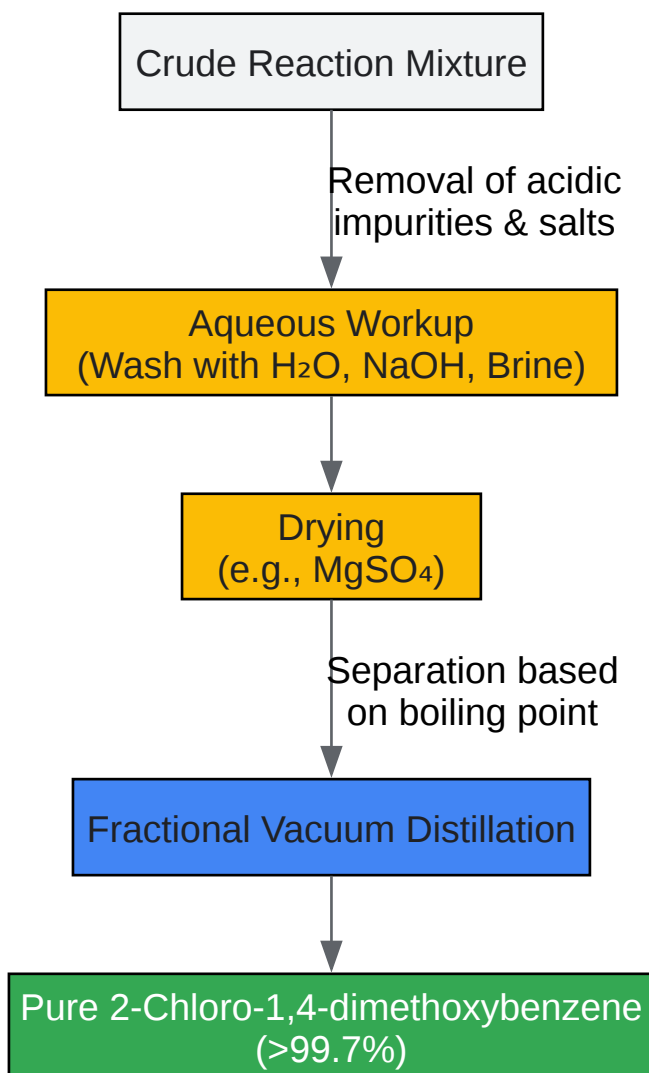 Crude Reaction Mixture
Removal of acidic
impurities & salts
Aqueous Workup
(Wash with H₂O, NaOH, Brine)
Drying
(e.g., MgSO₄)
Separation based
on boiling point
Fractional Vacuum Distillation
Pure 2-Chloro-1,4-dimethoxybenzene
(>99.7%)